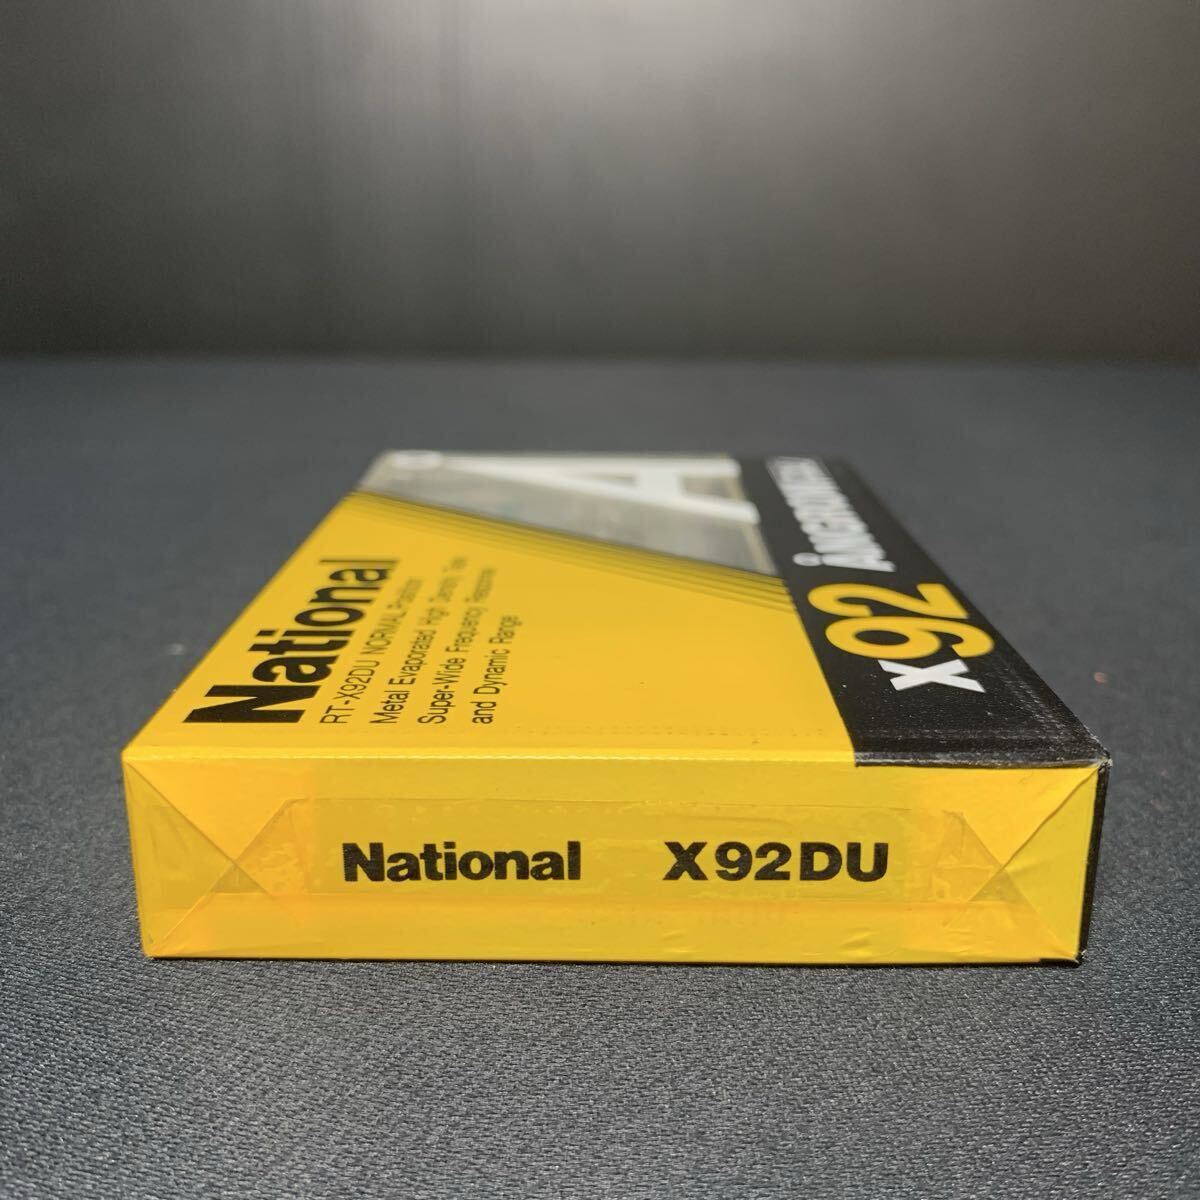 National
RT-X92DU NORMAL Position
Metal Evaporated High Density Tape
Super-Wide Frequency Response
and Dynamic Range
A
x92
National X92DU